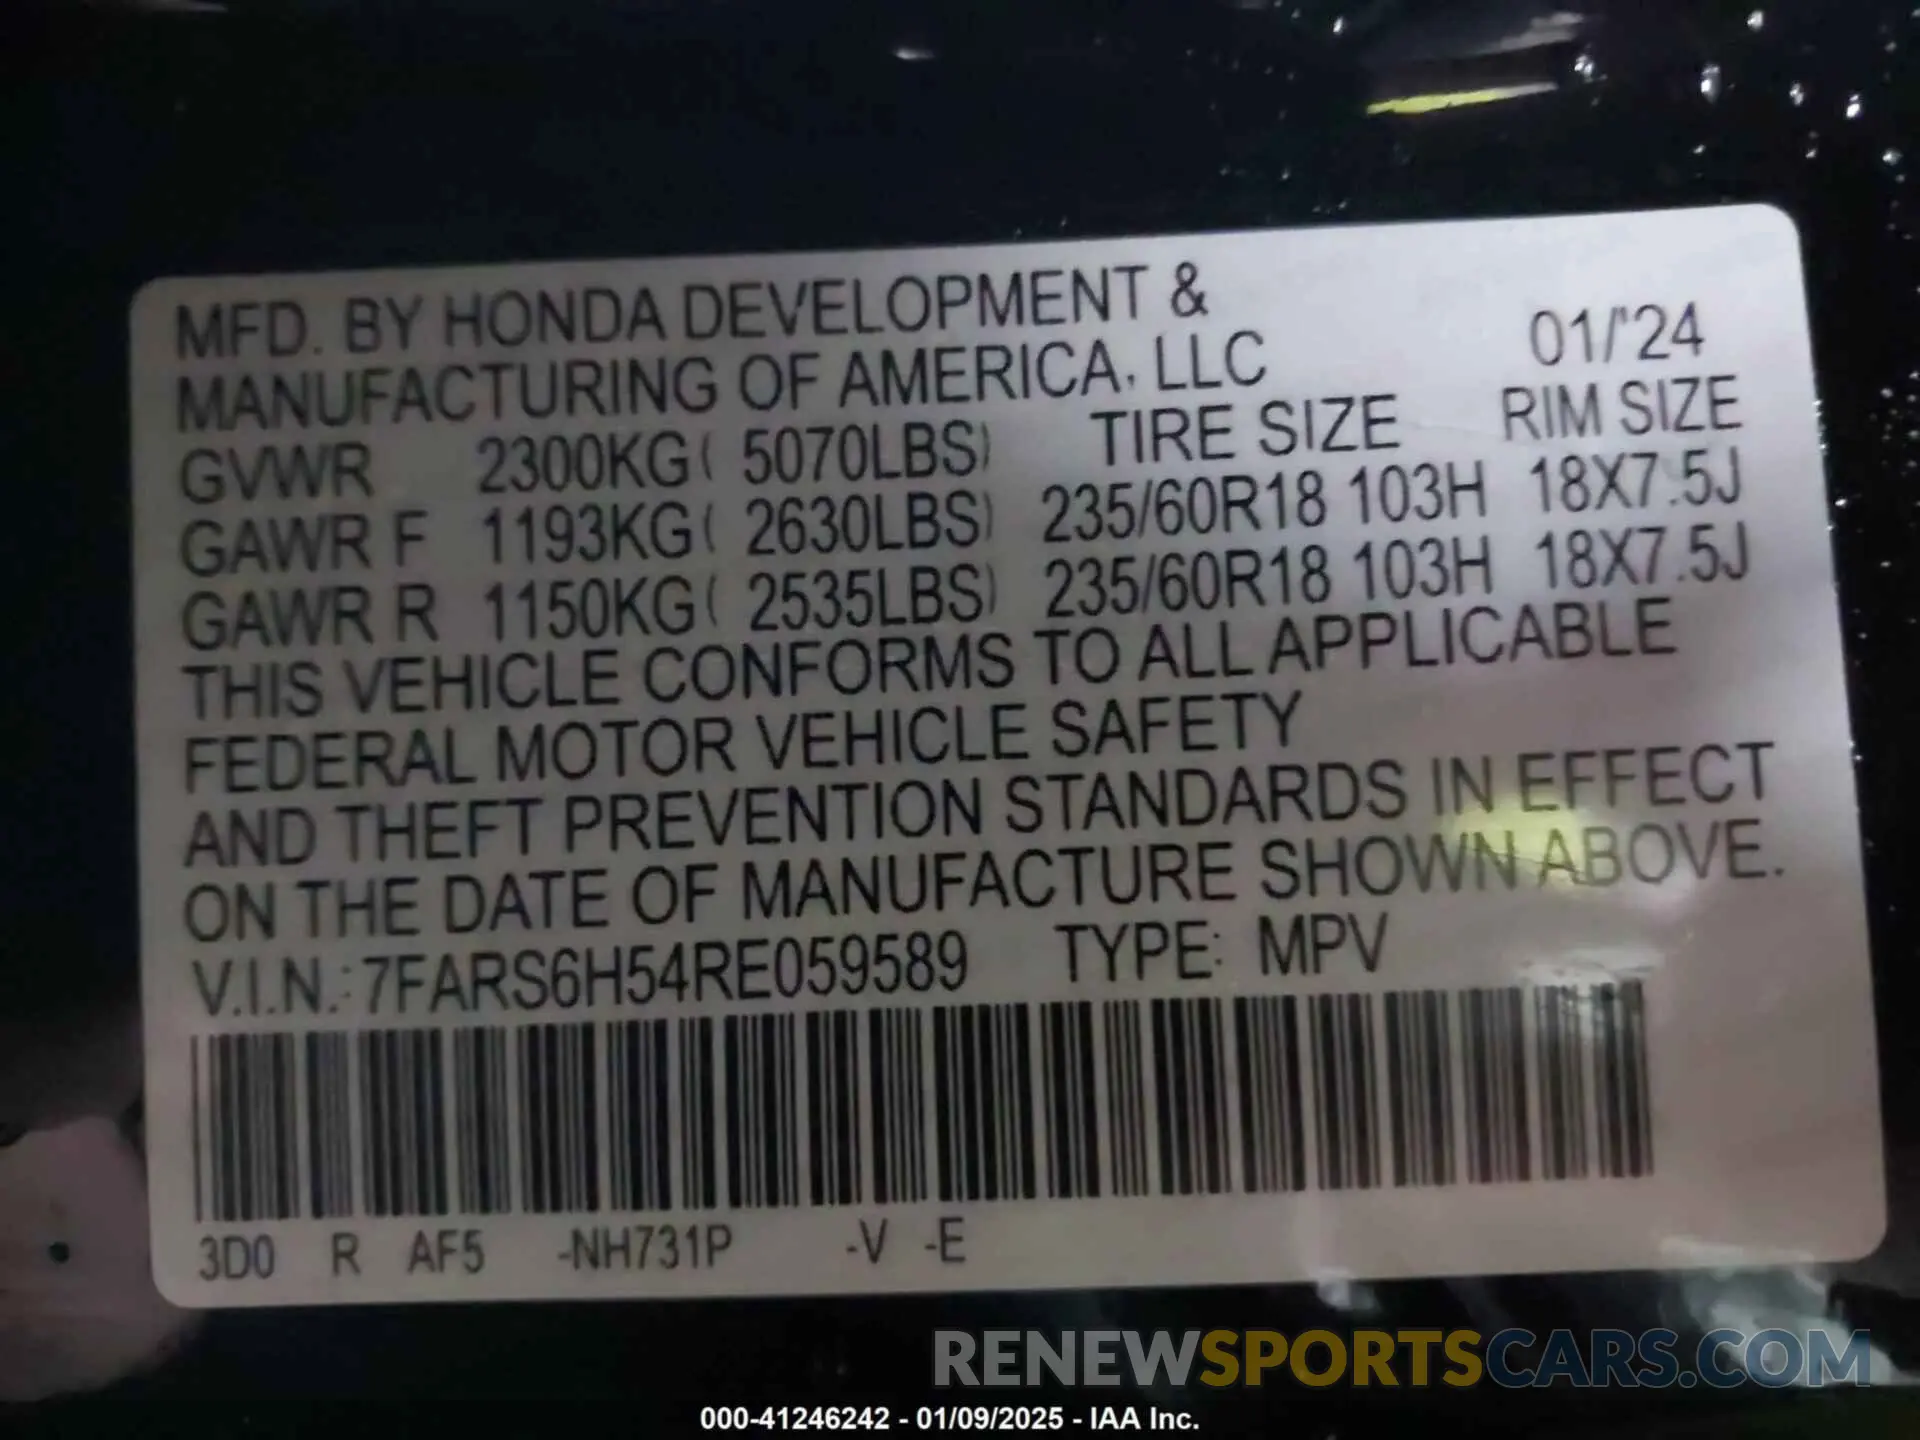 MFD. BY HONDA DEVELOPMENT &
MANUFACTURING OF AMERICA, LLC 01/'24
GVWR 2300KG( 5070LBS) TIRE SIZE RIM SIZE
GAWR F 1193KG( 2630LBS) 235/60R18 103H 18X7.5J
GAWR R 1150KG( 2535LBS) 235/60R18 103H 18X7.5J
THIS VEHICLE CONFORMS TO ALL APPLICABLE
FEDERAL MOTOR VEHICLE SAFETY
AND THEFT PREVENTION STANDARDS IN EFFECT
ON THE DATE OF MANUFACTURE SHOWN ABOVE.
V.I.N.: 7FARS6H54RE059589 TYPE: MPV
3D0 R AF5 -NH731P -V -E
RENEWSPORTSCARS.COM
000-41246242 - 01/09/2025 - IAA Inc.